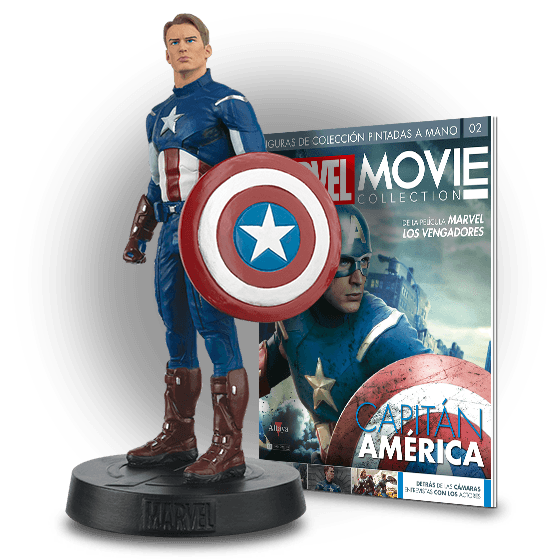 FIGURAS DE COLECCIÓN PINTADAS A MANO 02
MARVEL MOVIE
COLLECTION
DE LA PELÍCULA MARVEL
LOS VENGADORES
CAPITÁN
AMÉRICA
Altaya
DETRÁS DE LAS CÁMARAS
ENTREVISTAS CON LOS ACTORES
MARVEL